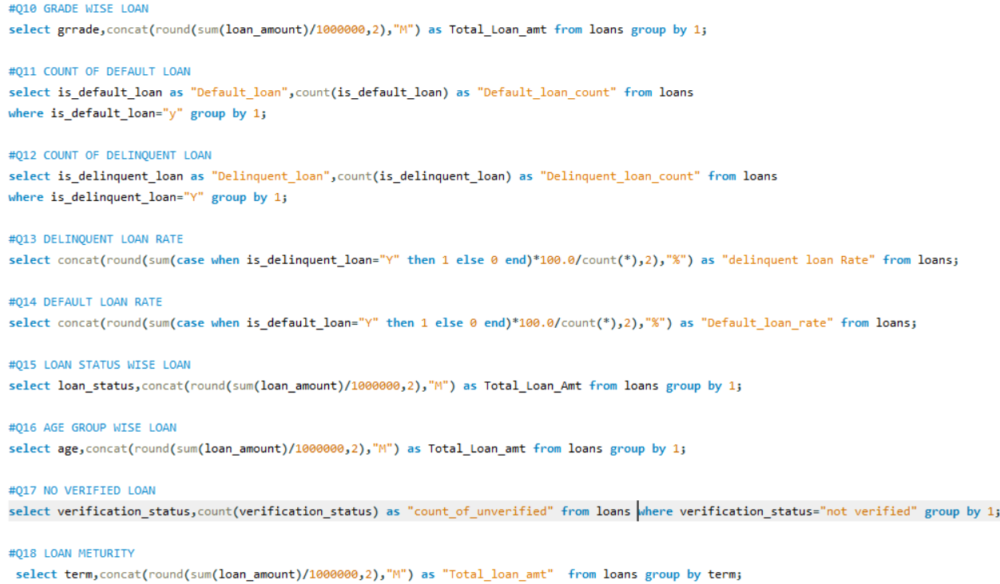 #Q10 GRADE WISE LOAN
select grrade,concat(round(sum(loan_amount)/1000000,2),"M") as Total_Loan_amt from loans group by 1;
#Q11 COUNT OF DEFAULT LOAN
select is_default_loan as "Default_loan",count(is_default_loan) as "Default_loan_count" from loans
where is_default_loan="y" group by 1;
#Q12 COUNT OF DELINQUENT LOAN
select is_delinquent_loan as "Delinquent_loan",count(is_delinquent_loan) as "Delinquent_loan_count" from loans
where is_delinquent_loan="Y" group by 1;
#Q13 DELINQUENT LOAN RATE
select concat(round(sum(case when is_delinquent_loan="Y" then 1 else 0 end)*100.0/count(*),2),"%") as "delinquent loan Rate" from loans;
#Q14 DEFAULT LOAN RATE
select concat(round(sum(case when is_default_loan="Y" then 1 else 0 end)*100.0/count(*),2),"%") as "Default_loan_rate" from loans;
#Q15 LOAN STATUS WISE LOAN
select loan_status,concat(round(sum(loan_amount)/1000000,2),"M") as Total_Loan_Amt from loans group by 1;
#Q16 AGE GROUP WISE LOAN
select age,concat(round(sum(loan_amount)/1000000,2),"M") as Total_Loan_amt from loans group by 1;
#Q17 NO VERIFIED LOAN
select verification_status,count(verification_status) as "count_of_unverified" from loans where verification_status="not verified" group by 1;
#Q18 LOAN METURITY
select term,concat(round(sum(loan_amount)/1000000,2),"M") as "Total_loan_amt"  from loans group by term;